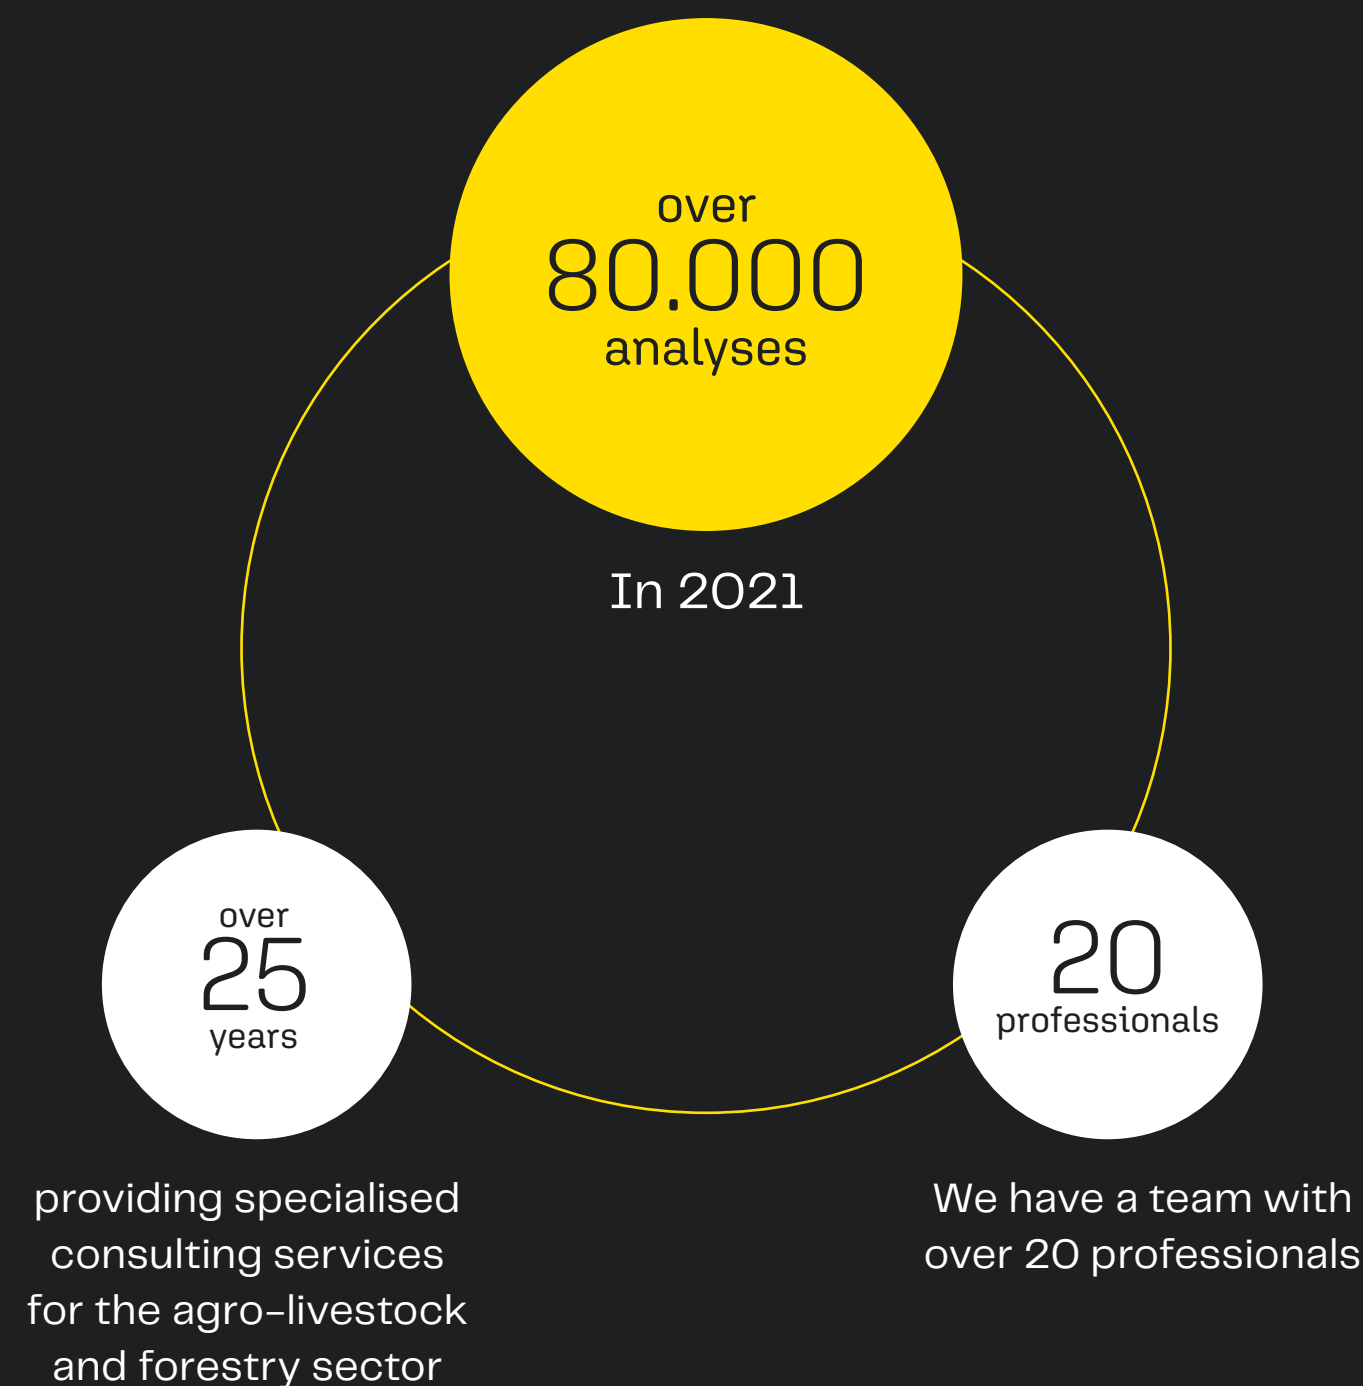 over
80.000
analyses
In 2021
over
25
years
providing specialised
consulting services
for the agro-livestock
and forestry sector
20
professionals
We have a team with
over 20 professionals